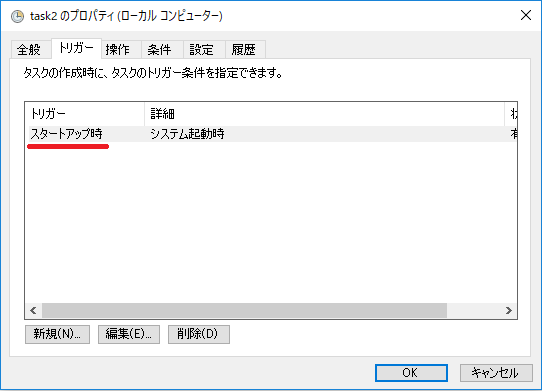 task2 のプロパティ (ローカル コンピューター)
全般 トリガー 操作 条件 設定 履歴
タスクの作成時に、タスクのトリガー条件を指定できます。
トリガー 詳細
スタートアップ時 システム起動時
新規(N)... 編集(E)... 削除(D)
OK キャンセル